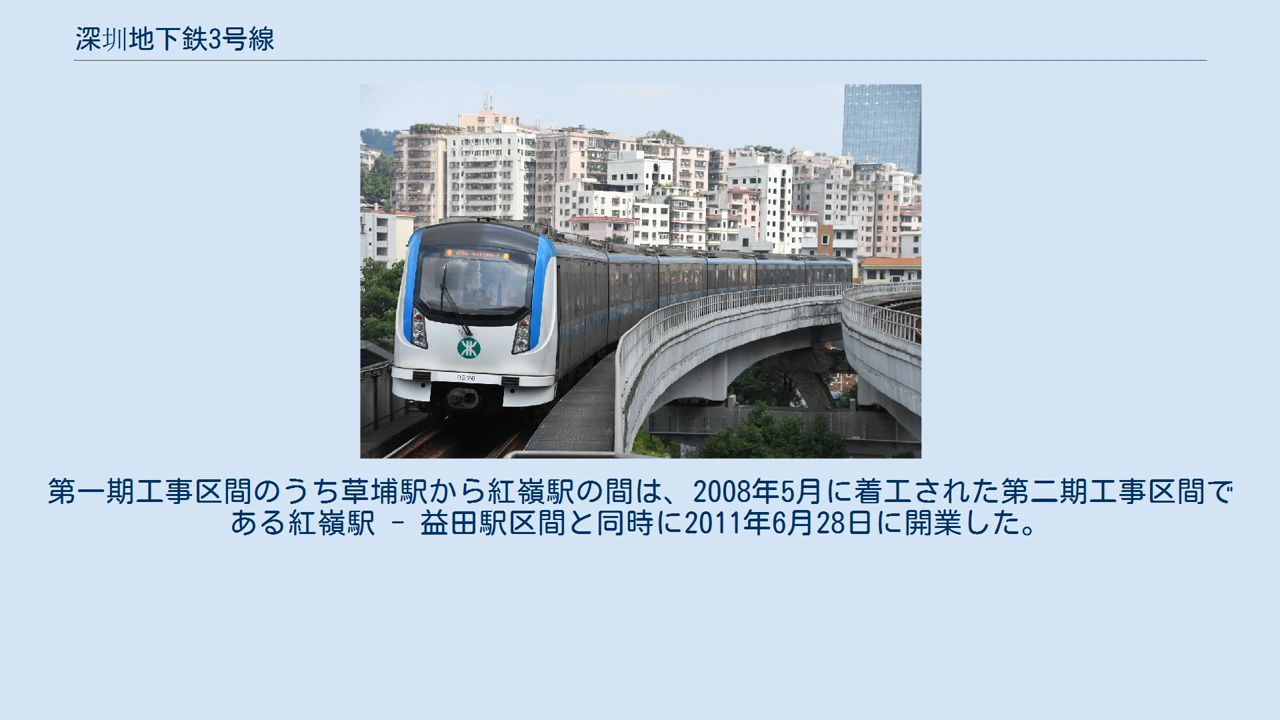 深圳地下鉄3号線
第一期工事区間のうち草埔駅から紅嶺駅の間は、2008年5月に着工された第二期工事区間で
ある紅嶺駅 - 益田駅区間と同時に2011年6月28日に開業した。